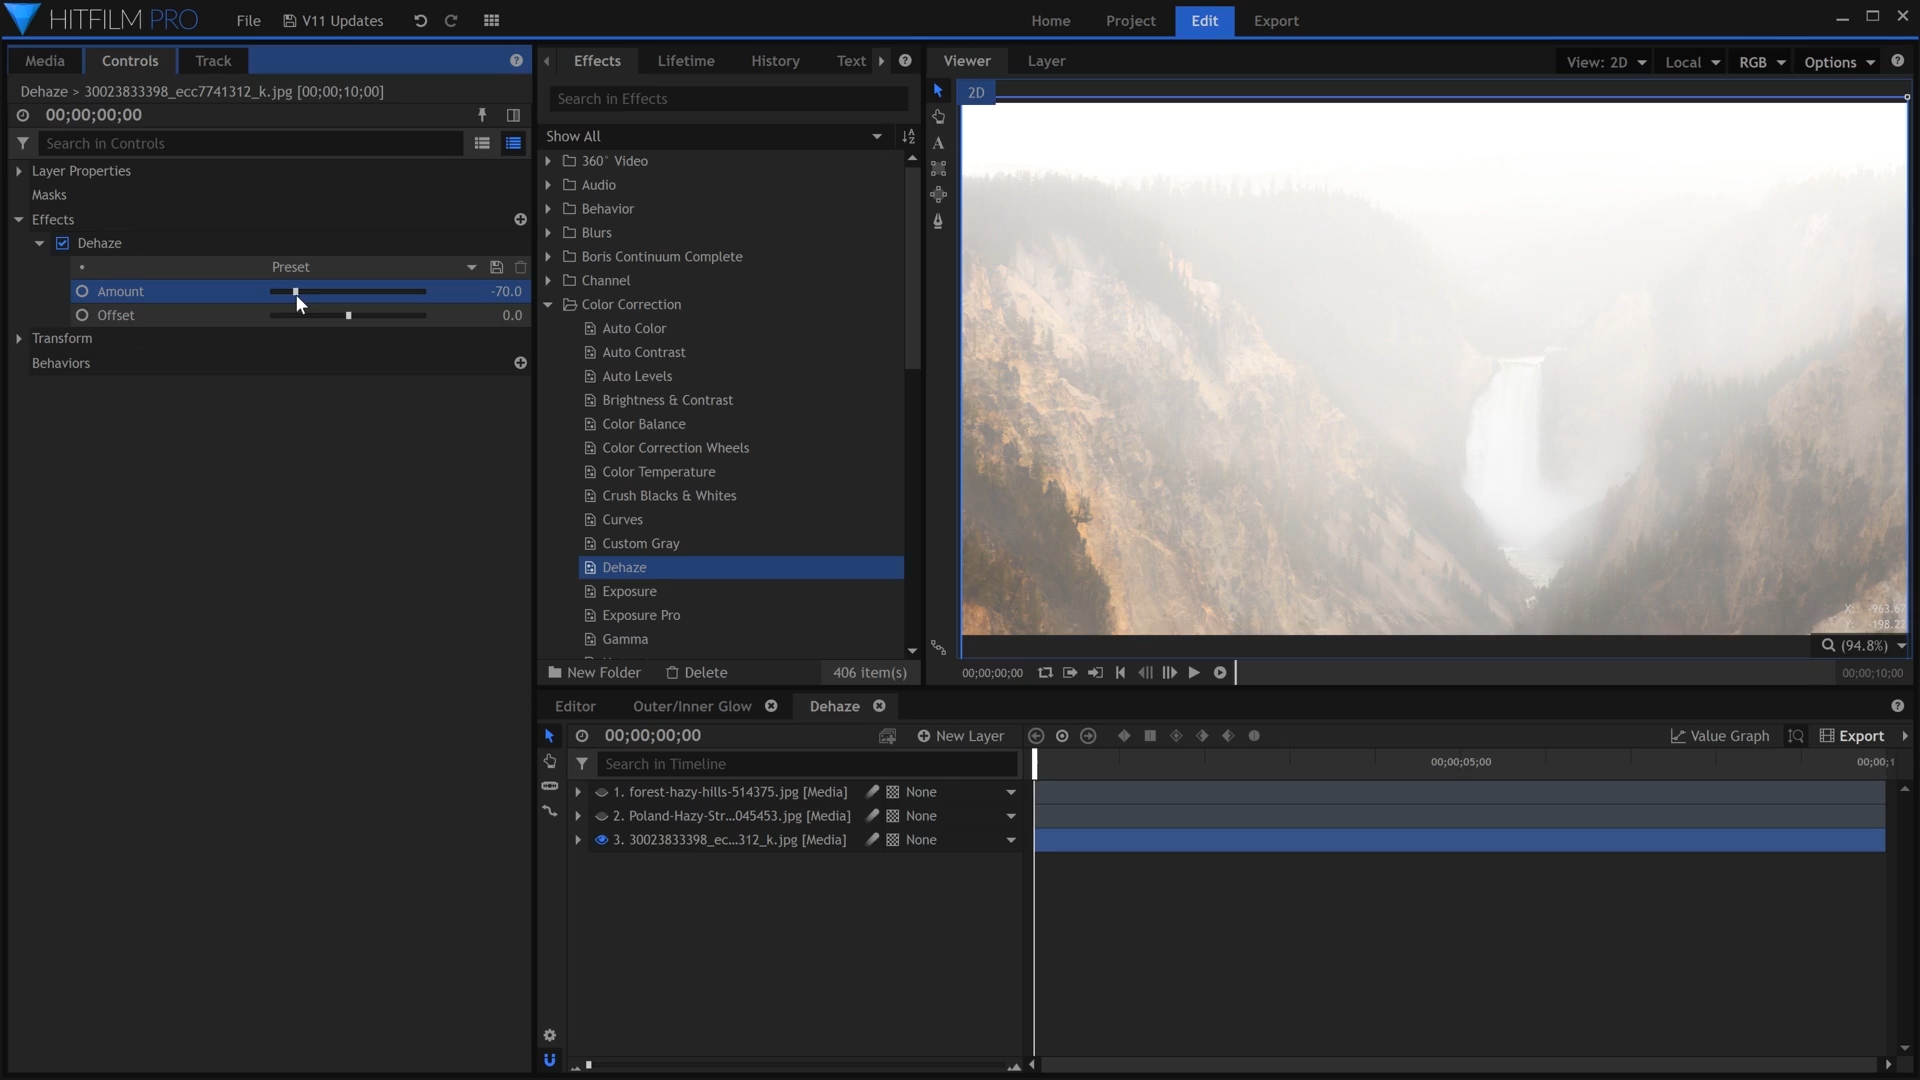 HITFILM PRO File V11 Updates Home Project Edit Export
Media Controls Track
Dehaze > 30023833398_ecc7741312_k.jpg [00;00;10;00]
00;00;00;00
Search in Controls
Layer Properties
Masks
Effects
Dehaze
Preset
Amount -70.0
Offset 0.0
Transform
Behaviors
Effects Lifetime History Text
Search in Effects
Show All
360° Video
Audio
Behavior
Blurs
Boris Continuum Complete
Channel
Color Correction
Auto Color
Auto Contrast
Auto Levels
Brightness & Contrast
Color Balance
Color Correction Wheels
Color Temperature
Crush Blacks & Whites
Curves
Custom Gray
Dehaze
Exposure
Exposure Pro
Gamma
New Folder Delete 406 item(s)
Viewer Layer View: 2D Local RGB Options
2D
X: -963.67
Y: -198.22
(94.8%)
00;00;00;00 00;00;10;00
Editor Outer/Inner Glow Dehaze
00;00;00;00 New Layer Value Graph Export
Search in Timeline 00;00;05;00 00;00;1
1. forest-hazy-hills-514375.jpg [Media] None
2. Poland-Hazy-Str...045453.jpg [Media] None
3. 30023833398_ec...312_k.jpg [Media] None